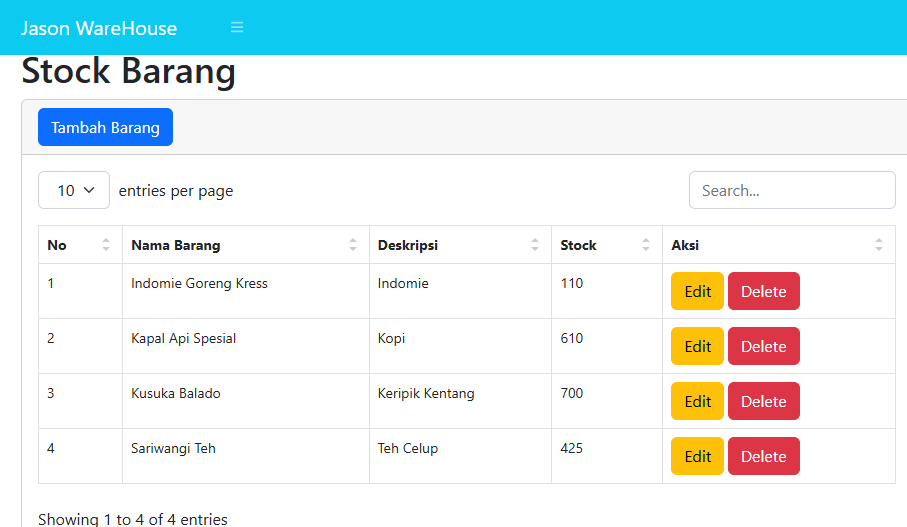 Jason WareHouse
Stock Barang
Tambah Barang
10 entries per page Search...
No Nama Barang Deskripsi Stock Aksi
1 Indomie Goreng Kress Indomie 110 Edit Delete
2 Kapal Api Spesial Kopi 610 Edit Delete
3 Kusuka Balado Keripik Kentang 700 Edit Delete
4 Sariwangi Teh Teh Celup 425 Edit Delete
Showing 1 to 4 of 4 entries